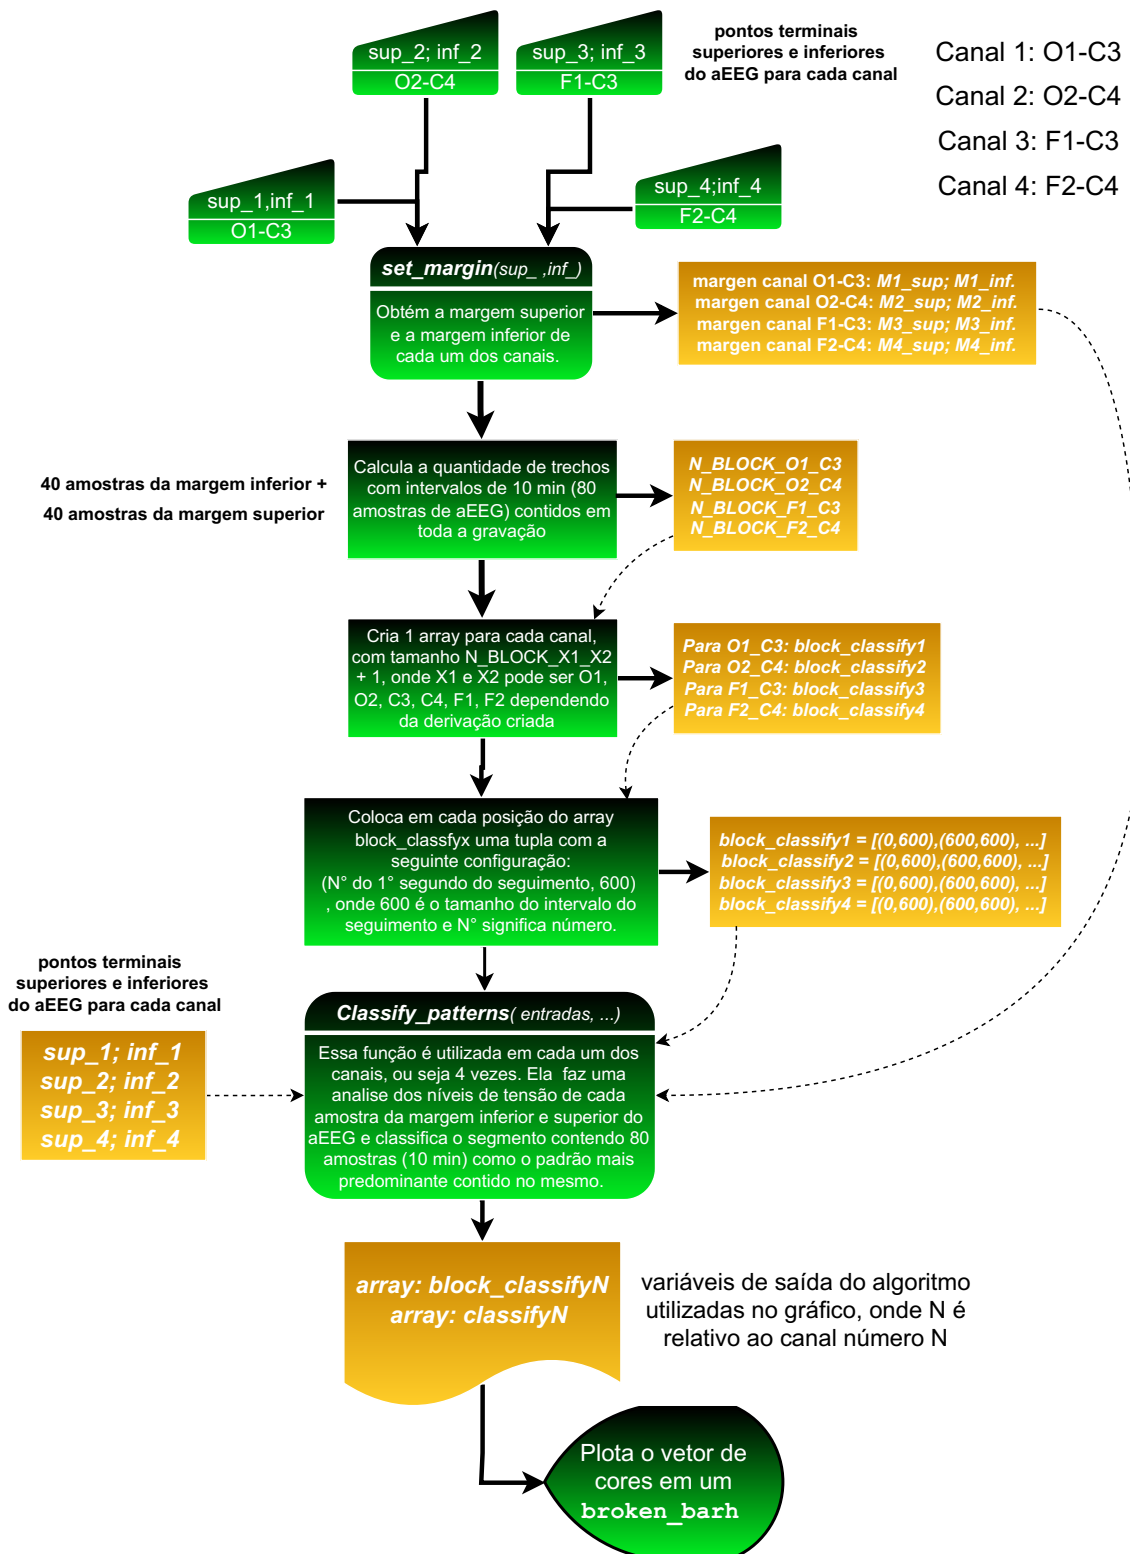 sup_2; inf_2
O2-C4
sup_3; inf_3
F1-C3
pontos terminais
superiores e inferiores
do aEEG para cada canal
Canal 1: O1-C3
Canal 2: O2-C4
Canal 3: F1-C3
Canal 4: F2-C4
sup_1,inf_1
O1-C3
sup_4;inf_4
F2-C4
set_margin(sup_ ,inf_)
Obtém a margem superior
e a margem inferior de
cada um dos canais.
margen canal O1-C3: M1_sup; M1_inf.
margen canal O2-C4: M2_sup; M2_inf.
margen canal F1-C3: M3_sup; M3_inf.
margen canal F2-C4: M4_sup; M4_inf.
40 amostras da margem inferior +
40 amostras da margem superior
Calcula a quantidade de trechos
com intervalos de 10 min (80
amostras de aEEG) contidos em
toda a gravação
N_BLOCK_O1_C3
N_BLOCK_O2_C4
N_BLOCK_F1_C3
N_BLOCK_F2_C4
Cria 1 array para cada canal,
com tamanho N_BLOCK_X1_X2
+ 1, onde X1 e X2 pode ser O1,
O2, C3, C4, F1, F2 dependendo
da derivação criada
Para O1_C3: block_classify1
Para O2_C4: block_classify2
Para F1_C3: block_classify3
Para F2_C4: block_classify4
Coloca em cada posição do array
block_classfyx uma tupla com a
seguinte configuração:
(N° do 1° segundo do seguimento, 600)
, onde 600 é o tamanho do intervalo do
seguimento e N° significa número.
block_classify1 = [(0,600),(600,600), ...]
block_classify2 = [(0,600),(600,600), ...]
block_classify3 = [(0,600),(600,600), ...]
block_classify4 = [(0,600),(600,600), ...]
pontos terminais
superiores e inferiores
do aEEG para cada canal
sup_1; inf_1
sup_2; inf_2
sup_3; inf_3
sup_4; inf_4
Classify_patterns( entradas, ...)
Essa função é utilizada em cada um dos
canais, ou seja 4 vezes. Ela faz uma
analise dos níveis de tensão de cada
amostra da margem inferior e superior do
aEEG e classifica o segmento contendo 80
amostras (10 min) como o padrão mais
predominante contido no mesmo.
array: block_classifyN
array: classifyN
variáveis de saída do algoritmo
utilizadas no gráfico, onde N é
relativo ao canal número N
Plota o vetor de
cores em um
broken_barh